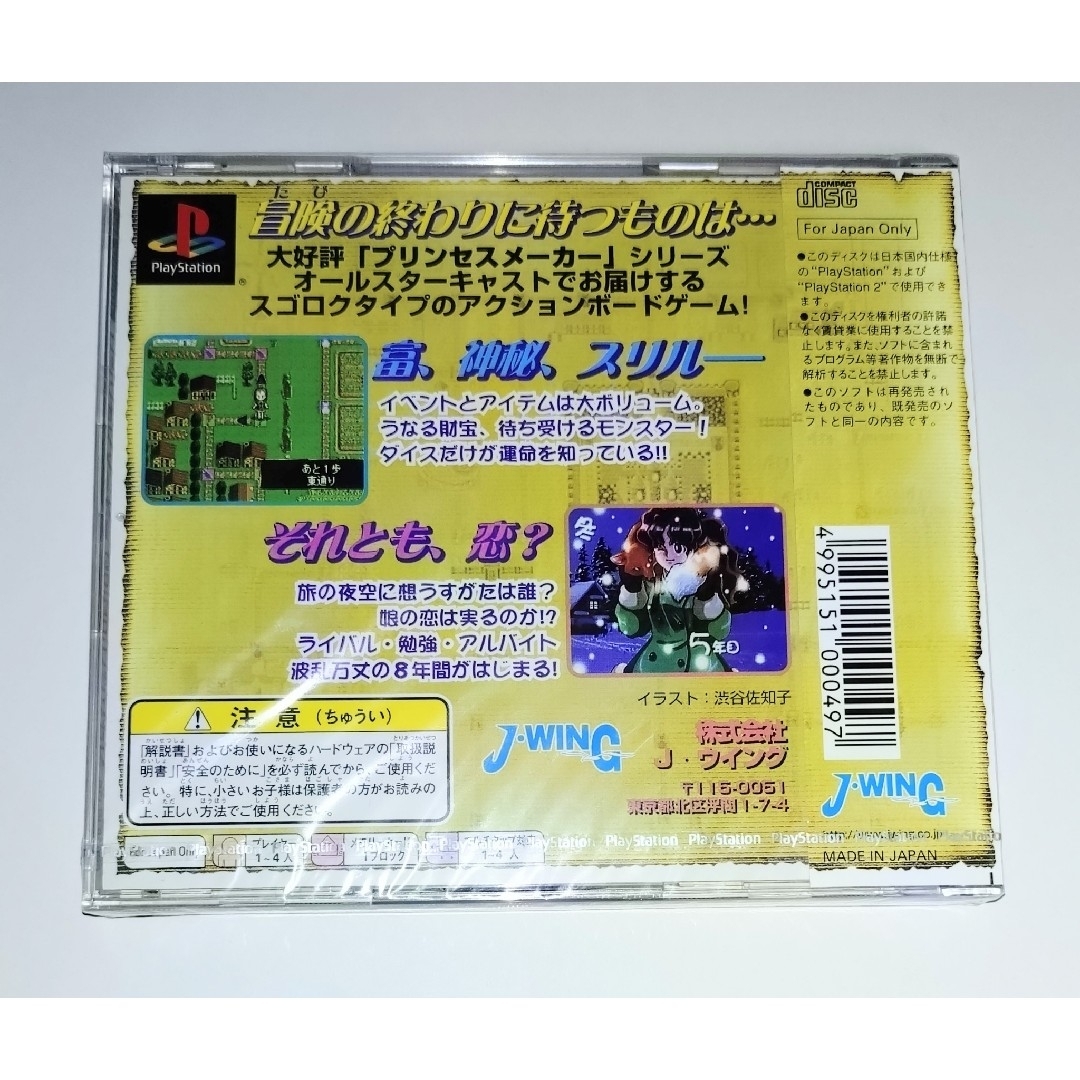 たび
冒険の終わりに待つものは…
大好評「プリンセスメーカー」シリーズ
オールスターキャストでお届けする
スゴロクタイプのアクションボードゲーム!
PlayStation
富、神秘、スリル――
イベントとアイテムは大ボリューム。
うなる財宝、待ち受けるモンスター!
ダイスだけが運命を知っている!!
あと1歩
東通り
それとも、恋?
旅の夜空に想うすがたは誰?
娘の恋は実るのか!?
ライバル・勉強・アルバイト
波乱万丈の8年間がはじまる!
冬
5年目
イラスト:渋谷佐知子
注意(ちゅうい)
「解説書」およびお使いになるハードウェアの「取扱説
明書」「安全のために」を必ず読んでから、ご使用くだ
さい。特に、小さいお子様は保護者の方がお読みの
上、正しい方法でご使用ください。
J・WING
株式会社
J・ウイング
〒115-0051
東京都北区浮間1-7-4
プレイヤー
1~4人
1ブロック
1~4人
PlayStation PlayStation PlayStation PlayStation
COMPACT
disc
For Japan Only
●このディスクは日本国内仕様
の"PlayStation"および
"PlayStation 2"で使用でき
ます。
●このディスクを権利者の許諾
なく賃貸業に使用することを禁
止します。また、ソフトに含まれ
るプログラム等著作物を無断で
解析することを禁止します。
●このソフトは再発売され
たものであり、既発売のソ
フトと同一の内容です。
4 995151 000497
J・WING
MADE IN JAPAN